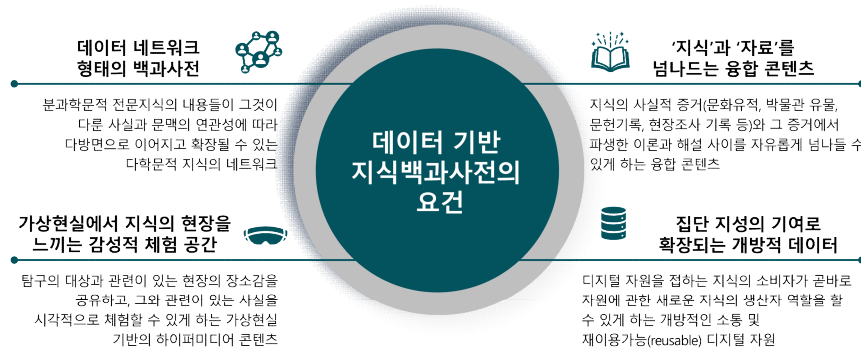 데이터 네트워크
형태의 백과사전
분과학문적 전문지식의 내용들이 그것이
다룬 사실과 문맥의 연관성에 따라
다방면으로 이어지고 확장될 수 있는
다학문적 지식의 네트워크
‘지식’과 ‘자료’를
넘나드는 융합 콘텐츠
지식의 사실적 증거(문화유적, 박물관 유물,
문헌기록, 현장조사 기록 등)와 그 증거에서
파생한 이론과 해설 사이를 자유롭게 넘나들 수
있게 하는 융합 콘텐츠
데이터 기반
지식백과사전의
요건
가상현실에서 지식의 현장을
느끼는 감성적 체험 공간
탐구의 대상과 관련이 있는 현장의 장소감을
공유하고, 그와 관련이 있는 사실을
시각적으로 체험할 수 있게 하는 가상현실
기반의 하이퍼미디어 콘텐츠
집단 지성의 기여로
확장되는 개방적 데이터
디지털 자원을 접하는 지식의 소비자가 곧바로
자원에 관한 새로운 지식의 생산자 역할을 할
수 있게 하는 개방적인 소통 및
재이용가능(reusable) 디지털 자원